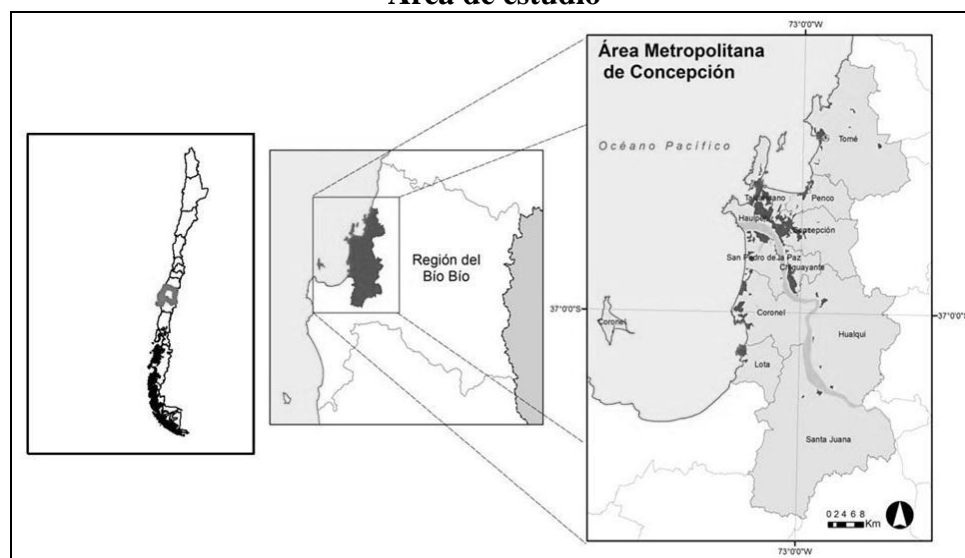 Área de estudio
73°0'0"W
Área Metropolitana
de Concepción
Océano Pacífico
Tomé
Penco
Concepción
San Pedro de la Paz
Chiguayante
Región del
Bío Bío
37°0'0"S
37°0'0"S
Coronel
Coronel
Hualqui
Lota
Santa Juana
0 2 4 6 8
Km
73°0'0"W